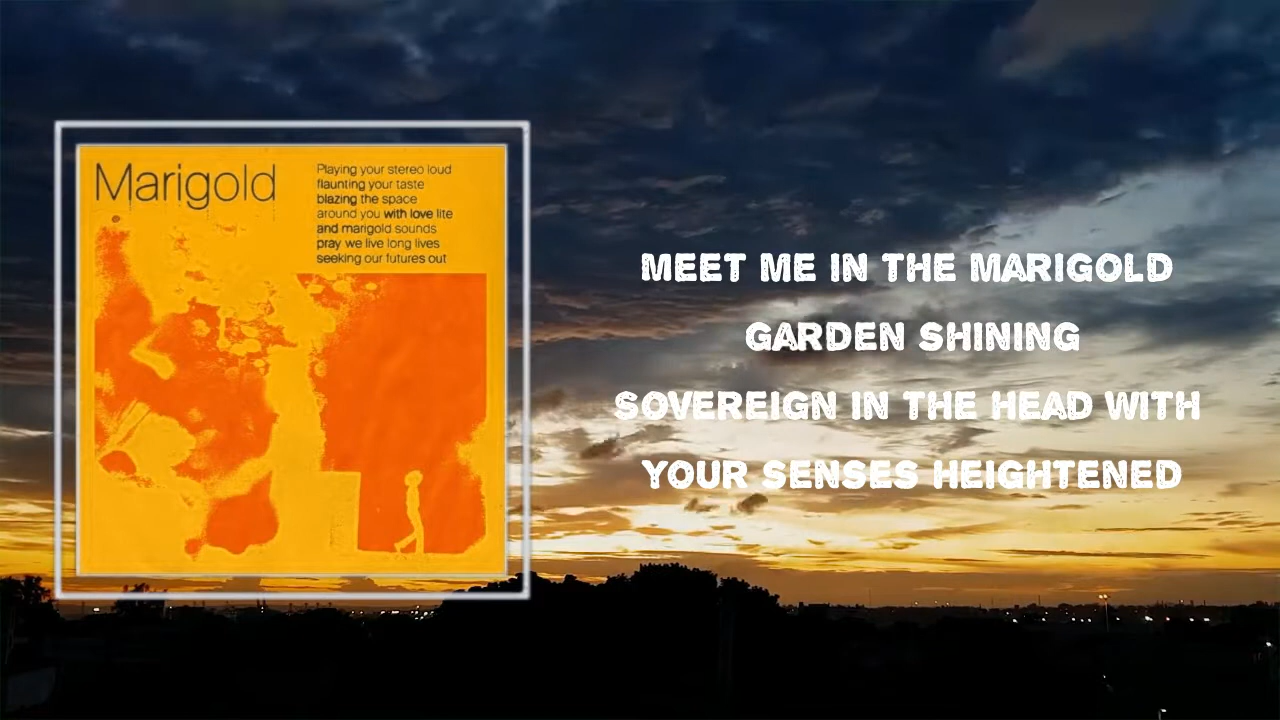 Marigold
Playing your stereo loud
flaunting your taste
blazing the space
around you with love lite
and marigold sounds
pray we live long lives
seeking our futures out
MEET ME IN THE MARIGOLD
GARDEN SHINING
SOVEREIGN IN THE HEAD WITH
YOUR SENSES HEIGHTENED